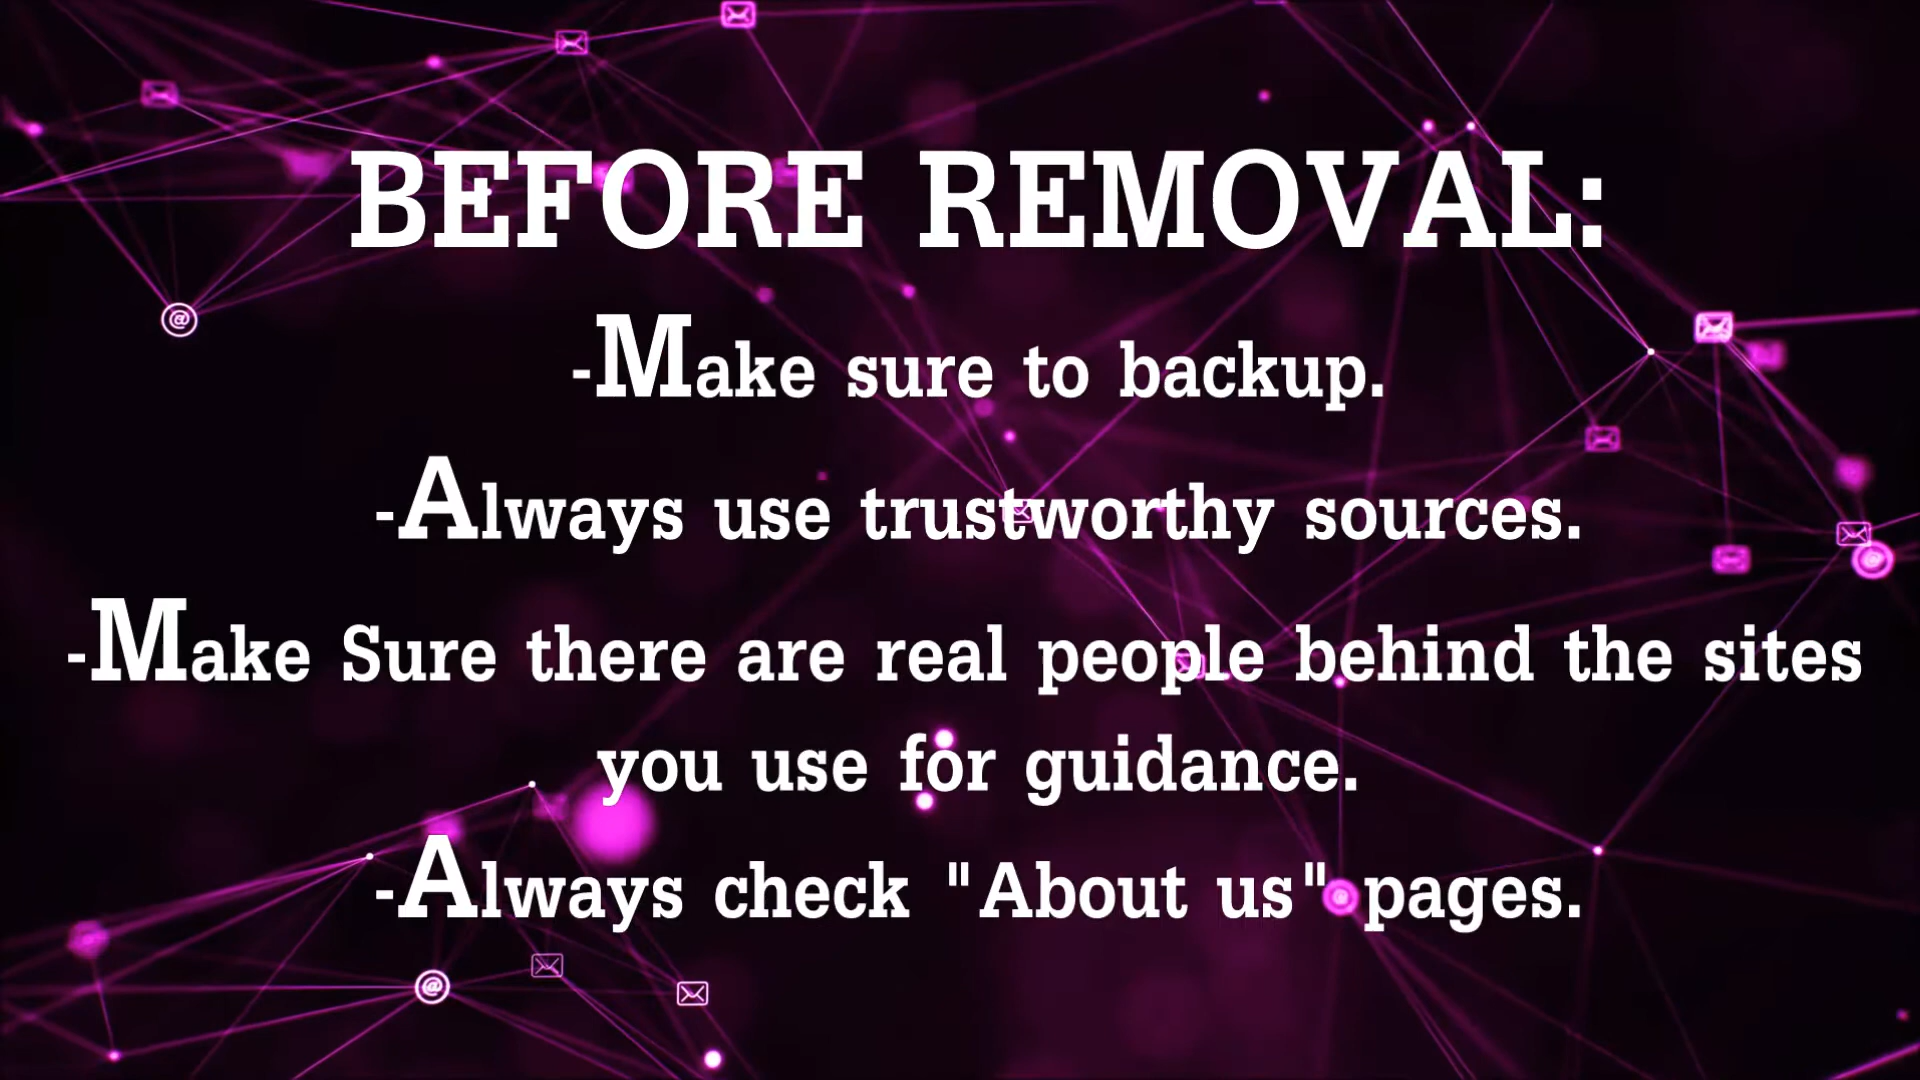 BEFORE REMOVAL:
-Make sure to backup.
-Always use trustworthy sources.
-Make Sure there are real people behind the sites
you use for guidance.
-Always check "About us" pages.